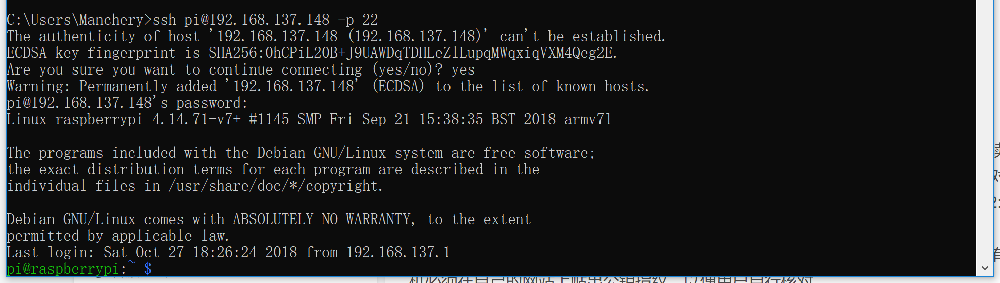 C:\Users\Manchery>ssh pi@192.168.137.148 -p 22
The authenticity of host '192.168.137.148 (192.168.137.148)' can't be established.
ECDSA key fingerprint is SHA256:0hCPiL2OB+J9UAWDqTDHLeZlLupqMWqxiqVXM4Qeg2E.
Are you sure you want to continue connecting (yes/no)? yes
Warning: Permanently added '192.168.137.148' (ECDSA) to the list of known hosts.
pi@192.168.137.148's password:
Linux raspberrypi 4.14.71-v7+ #1145 SMP Fri Sep 21 15:38:35 BST 2018 armv7l
The programs included with the Debian GNU/Linux system are free software;
the exact distribution terms for each program are described in the
individual files in /usr/share/doc/*/copyright.
Debian GNU/Linux comes with ABSOLUTELY NO WARRANTY, to the extent
permitted by applicable law.
Last login: Sat Oct 27 18:26:24 2018 from 192.168.137.1
pi@raspberrypi:~ $